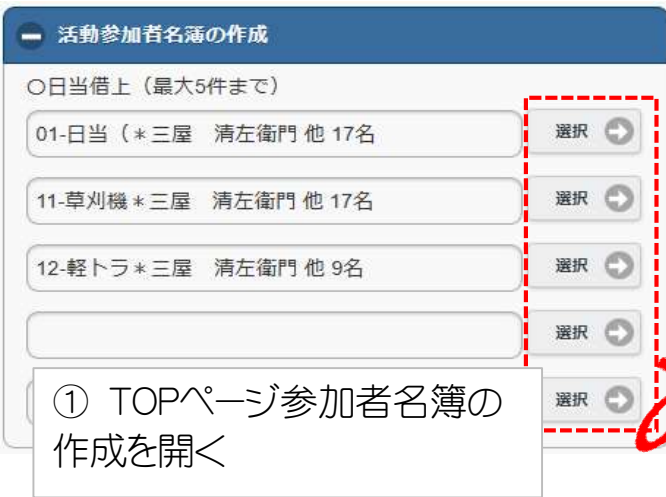 活動参加者名簿の作成
〇日当借上（最大5件まで）
01-日当（＊三屋　清左衛門 他 17名
選択
11-草刈機＊三屋　清左衛門 他 17名
選択
12-軽トラ＊三屋　清左衛門 他 9名
選択
選択
選択
① TOPページ参加者名簿の
作成を開く